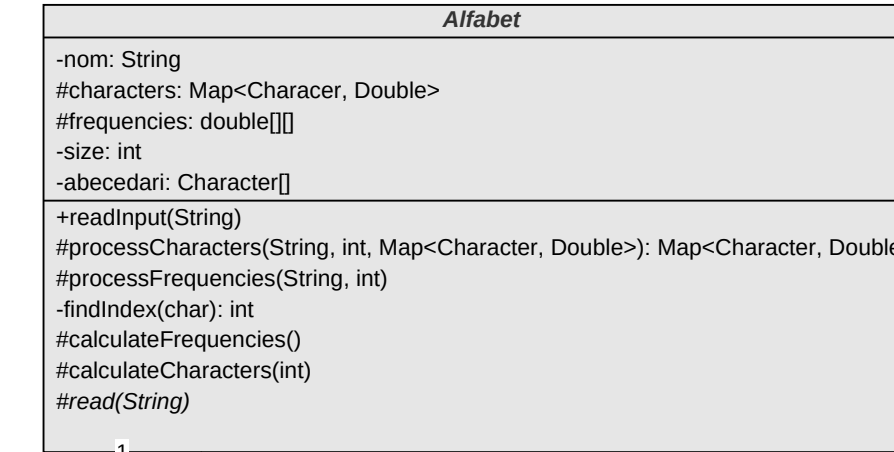 Alfabet
-nom: String
#characters: Map<Characer, Double>
#frequencies: double[][]
-size: int
-abecedari: Character[]
+readInput(String)
#processCharacters(String, int, Map<Character, Double>): Map<Character, Double
#processFrequencies(String, int)
-findIndex(char): int
#calculateFrequencies()
#calculateCharacters(int)
#read(String)
1